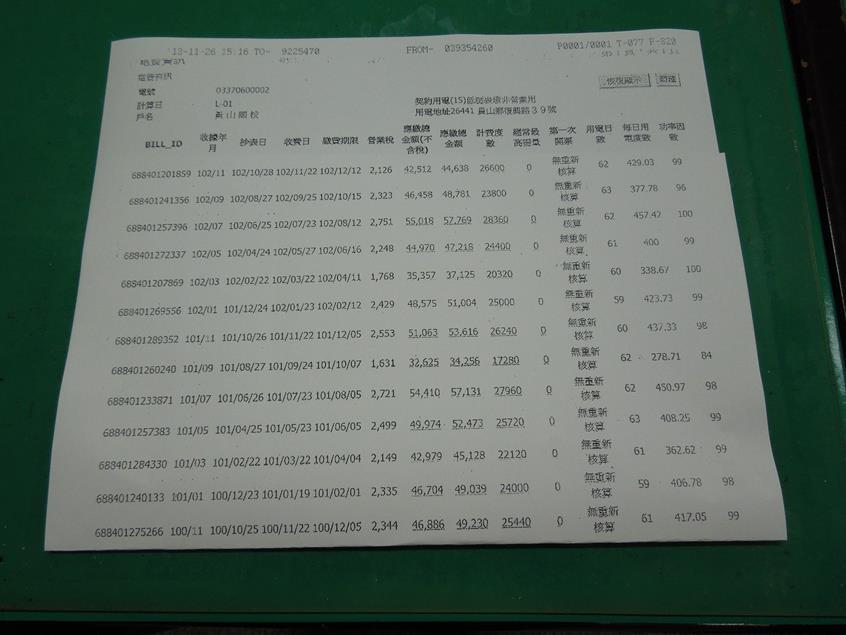 '13-11-26 15:16 TO- 9225470 FROM- 039354260 P0001/0001 T-077 F-820
地號資訊
電費資訊
恢復顯示
電號 03370600002
計算日 L-01 契約用電(15)低壓表燈非營業用
戶名 員山國校 用電地址26441 員山鄉復興路39號
BILL_ID 收據年月 抄表日 收費日 繳費期限 營業稅 應繳總金額(不含稅) 應繳總金額 計費度數 經常最高需量 第一次開票 用電日數 每日用電度數 功率因數
688401201859 102/11 102/10/28 102/11/22 102/12/12 2,126 42,512 44,638 26600 0 無重新核算 62 429.03 99
688401241356 102/09 102/08/27 102/09/25 102/10/15 2,323 46,458 48,781 23800 0 無重新核算 63 377.78 96
688401257396 102/07 102/06/25 102/07/23 102/08/12 2,751 55,018 57,769 28360 0 無重新核算 62 457.42 100
688401272337 102/05 102/04/24 102/05/27 102/06/16 2,248 44,970 47,218 24400 0 無重新核算 61 400 99
688401207869 102/03 102/02/22 102/03/22 102/04/11 1,768 35,357 37,125 20320 0 無重新核算 60 338.67 100
688401269556 102/01 101/12/24 102/01/23 102/02/12 2,429 48,575 51,004 25000 0 無重新核算 59 423.73 99
688401289352 101/11 101/10/26 101/11/22 101/12/05 2,553 51,063 53,616 26240 0 無重新核算 60 437.33 98
688401260240 101/09 101/08/27 101/09/24 101/10/07 1,631 32,625 34,256 17280 0 無重新核算 62 278.71 84
688401233871 101/07 101/06/26 101/07/23 101/08/05 2,721 54,410 57,131 27960 0 無重新核算 62 450.97 98
688401257383 101/05 101/04/25 101/05/23 101/06/05 2,499 49,974 52,473 25720 0 無重新核算 63 408.25 99
688401284330 101/03 101/02/22 101/03/22 101/04/04 2,149 42,979 45,128 22120 0 無重新核算 61 362.62 99
688401240133 101/01 100/12/23 101/01/19 101/02/01 2,335 46,704 49,039 24000 0 無重新核算 59 406.78 98
688401275266 100/11 100/10/25 100/11/22 100/12/05 2,344 46,886 49,230 25440 0 無重新核算 61 417.05 99